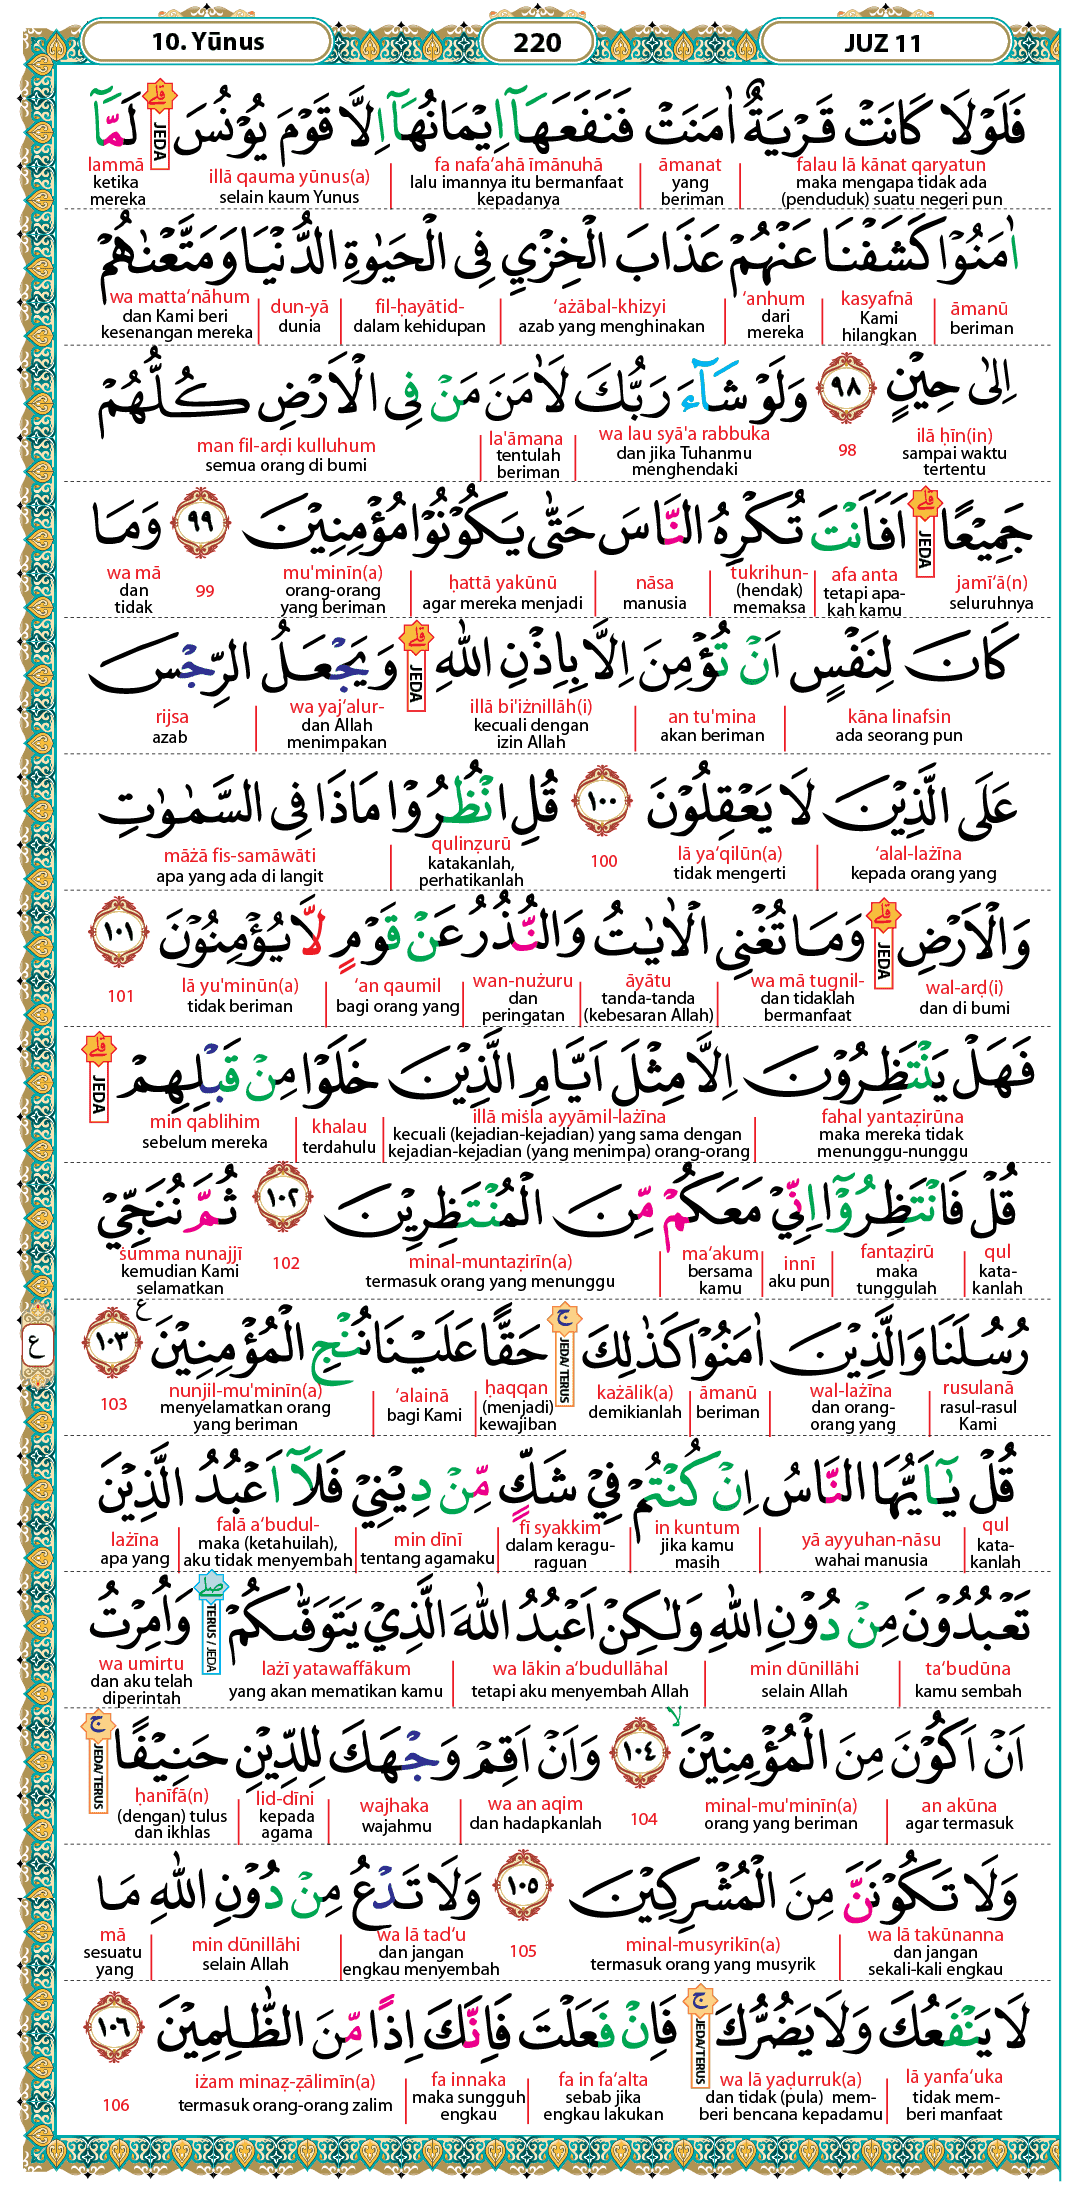 10. Yūnus
220
JUZ 11
فَلَوْلَا كَانَتْ قَرْيَةٌ اٰمَنَتْ فَنَفَعَهَآ اِيْمَانُهَآ اِلَّا قَوْمَ يُوْنُسَۗ لَمَّآ
JEDA
falau lā kānat qaryatun
maka mengapa tidak ada
(penduduk) suatu negeri pun
āmanat
yang
beriman
fa nafa‘ahā īmānuhā
lalu imannya itu bermanfaat
kepadanya
illā qauma yūnus(a)
selain kaum Yunus
lammā
ketika
mereka
اٰمَنُوْا كَشَفْنَا عَنْهُمْ عَذَابَ الْخِزْيِ فِى الْحَيٰوةِ الدُّنْيَا وَمَتَّعْنٰهُمْ
āmanū
beriman
kasyafnā
Kami
hilangkan
‘anhum
dari
mereka
‘ażābal-khizyi
azab yang menghinakan
fil-ḥayātid-
dalam kehidupan
dun-yā
dunia
wa matta‘nāhum
dan Kami beri
kesenangan mereka
اِلٰى حِيْنٍ ٩٨ وَلَوْ شَآءَ رَبُّكَ لَاٰمَنَ مَنْ فِى الْاَرْضِ كُلُّهُمْ
ilā ḥīn(in)
sampai waktu
tertentu
98
wa lau syā'a rabbuka
dan jika Tuhanmu
menghendaki
la'āmana
tentulah
beriman
man fil-arḍi kulluhum
semua orang di bumi
جَمِيْعًاۗ اَفَاَنْتَ تُكْرِهُ النَّاسَ حَتّٰى يَكُوْنُوْا مُؤْمِنِيْنَ ٩٩ وَمَا
JEDA
jamī‘ā(n)
seluruhnya
afa anta
tetapi apa-
kah kamu
tukrihun-
(hendak)
memaksa
nāsa
manusia
ḥattā yakūnū
agar mereka menjadi
mu'minīn(a)
orang-orang
yang beriman
99
wa mā
dan
tidak
كَانَ لِنَفْسٍ اَنْ تُؤْمِنَ اِلَّا بِاِذْنِ اللّٰهِۗ وَيَجْعَلُ الرِّجْسَ
JEDA
kāna linafsin
ada seorang pun
an tu'mina
akan beriman
illā bi'iżnillāh(i)
kecuali dengan
izin Allah
wa yaj‘alur-
dan Allah
menimpakan
rijsa
azab
عَلَى الَّذِيْنَ لَا يَعْقِلُوْنَ ١٠٠ قُلِ انْظُرُوْا مَاذَا فِى السَّمٰوٰتِ
‘alal-lażīna
kepada orang yang
lā ya‘qilūn(a)
tidak mengerti
100
qulinẓurū
katakanlah,
perhatikanlah
māżā fis-samāwāti
apa yang ada di langit
وَالْاَرْضِۗ وَمَا تُغْنِى الْاٰيٰتُ وَالنُّذُرُ عَنْ قَوْمٍ لَّا يُؤْمِنُوْنَ ١٠١
JEDA
wal-arḍ(i)
dan di bumi
wa mā tugnil-
dan tidaklah
bermanfaat
āyātu
tanda-tanda
(kebesaran Allah)
wan-nużuru
dan
peringatan
‘an qaumil
bagi orang yang
lā yu'minūn(a)
tidak beriman
101
فَهَلْ يَنْتَظِرُوْنَ اِلَّا مِثْلَ اَيَّامِ الَّذِيْنَ خَلَوْا مِنْ قَبْلِهِمْۗ
JEDA
fahal yantaẓirūna
maka mereka tidak
menunggu-nunggu
illā miśla ayyāmil-lażīna
kecuali (kejadian-kejadian) yang sama dengan
kejadian-kejadian (yang menimpa) orang-orang
khalau
terdahulu
min qablihim
sebelum mereka
قُلْ فَانْتَظِرُوْٓا اِنِّيْ مَعَكُمْ مِّنَ الْمُنْتَظِرِيْنَ ١٠٢ ثُمَّ نُنَجِّيْ
qul
kata-
kanlah
fantaẓirū
maka
tunggulah
innī
aku pun
ma‘akum
bersama
kamu
minal-muntaẓirīn(a)
termasuk orang yang menunggu
102
śumma nunajjī
kemudian Kami
selamatkan
رُسُلَنَا وَالَّذِيْنَ اٰمَنُوْا كَذٰلِكَۚ حَقًّا عَلَيْنَا نُنْجِ الْمُؤْمِنِيْنَ ١٠٣ ع
JEDA/ TERUS
ع
rusulanā
rasul-rasul
Kami
wal-lażīna
dan orang-
orang yang
āmanū
beriman
każālik(a)
demikianlah
ḥaqqan
(menjadi)
kewajiban
‘alainā
bagi Kami
nunjil-mu'minīn(a)
menyelamatkan orang
yang beriman
103
قُلْ يٰٓاَيُّهَا النَّاسُ اِنْ كُنْتُمْ فِيْ شَكٍّ مِّنْ دِيْنِيْ فَلَآ اَعْبُدُ الَّذِيْنَ
qul
kata-
kanlah
yā ayyuhan-nāsu
wahai manusia
in kuntum
jika kamu
masih
fī syakkim
dalam keragu-
raguan
min dīnī
tentang agamaku
falā a‘budul-
maka (ketahuilah),
aku tidak menyembah
lażīna
apa yang
تَعْبُدُوْنَ مِنْ دُوْنِ اللّٰهِ وَلٰكِنْ اَعْبُدُ اللّٰهَ الَّذِيْ يَتَوَفّٰىكُمْۖ وَاُمِرْتُ
TERUS / JEDA
ta‘budūna
kamu sembah
min dūnillāhi
selain Allah
wa lākin a‘budullāhal
tetapi aku menyembah Allah
lażī yatawaffākum
yang akan mematikan kamu
wa umirtu
dan aku telah
diperintah
اَنْ اَكُوْنَ مِنَ الْمُؤْمِنِيْنَۙ ١٠٤ وَاَنْ اَقِمْ وَجْهَكَ لِلدِّيْنِ حَنِيْفًاۚ
JEDA/ TERUS
an akūna
agar termasuk
minal-mu'minīn(a)
orang yang beriman
104
wa an aqim
dan hadapkanlah
wajhaka
wajahmu
lid-dīni
kepada
agama
ḥanīfā(n)
(dengan) tulus
dan ikhlas
وَلَا تَكُوْنَنَّ مِنَ الْمُشْرِكِيْنَ ١٠٥ وَلَا تَدْعُ مِنْ دُوْنِ اللّٰهِ مَا
wa lā takūnanna
dan jangan
sekali-kali engkau
minal-musyrikīn(a)
termasuk orang yang musyrik
105
wa lā tad‘u
dan jangan
engkau menyembah
min dūnillāhi
selain Allah
mā
sesuatu
yang
لَا يَنْفَعُكَ وَلَا يَضُرُّكَۚ فَاِنْ فَعَلْتَ فَاِنَّكَ اِذًا مِّنَ الظّٰلِمِيْنَ ١٠٦
JEDA/TERUS
lā yanfa‘uka
tidak mem-
beri manfaat
wa lā yaḍurruk(a)
dan tidak (pula) mem-
beri bencana kepadamu
fa in fa‘alta
sebab jika
engkau lakukan
fa innaka
maka sungguh
engkau
iżam minaẓ-ẓālimīn(a)
termasuk orang-orang zalim
106